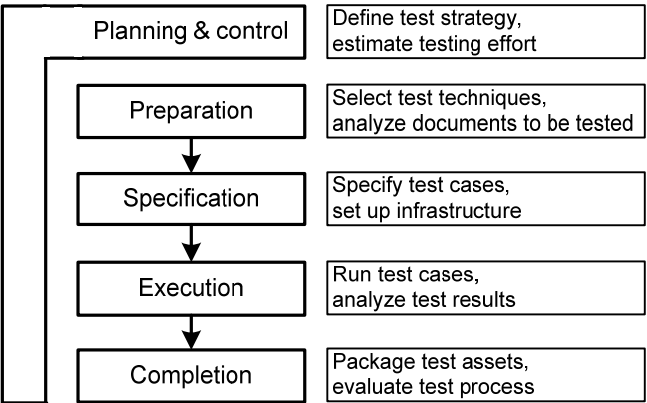 Planning & control
Define test strategy,
estimate testing effort
Preparation
Select test techniques,
analyze documents to be tested
Specification
Specify test cases,
set up infrastructure
Execution
Run test cases,
analyze test results
Completion
Package test assets,
evaluate test process